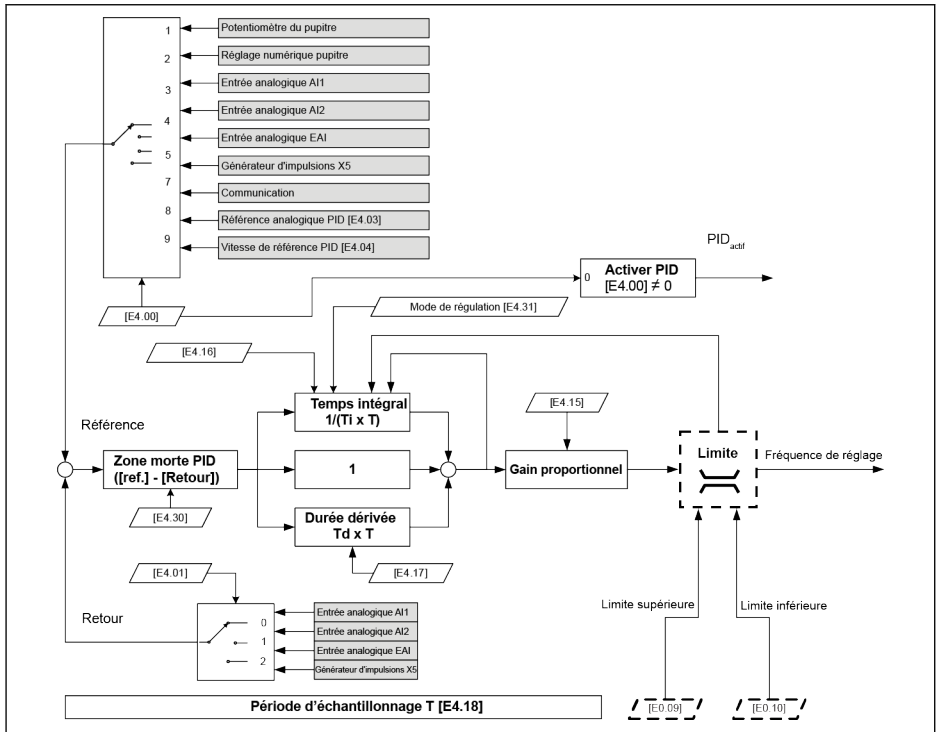 1
Potentiomètre du pupitre
2
Réglage numérique pupitre
3
Entrée analogique AI1
4
Entrée analogique AI2
Entrée analogique EAI
5
Générateur d'impulsions X5
7
Communication
8
Référence analogique PID [E4.03]
9
Vitesse de référence PID [E4.04]
PIDactif
0
Activer PID
[E4.00] ≠ 0
[E4.00]
Mode de régulation [E4.31]
[E4.16]
Temps intégral
1/(Ti x T)
[E4.15]
Référence
Zone morte PID
([ref.] - [Retour])
1
Gain proportionnel
Limite
Fréquence de réglage
[E4.30]
Durée dérivée
Td x T
[E4.17]
[E4.01]
Retour
0
1
2
Entrée analogique AI1
Entrée analogique AI2
Entrée analogique EAI
Générateur d'impulsions X5
Limite supérieure
Limite inférieure
Période d'échantillonnage T [E4.18]
[E0.09]
[E0.10]